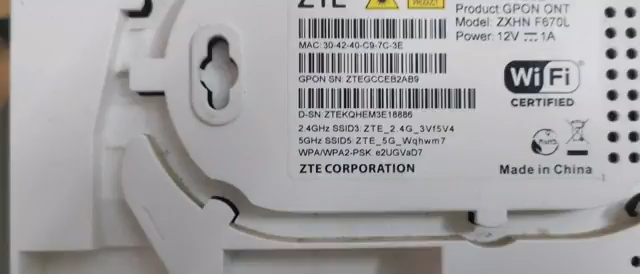 ZTE
PRODUCT
Product:GPON ONT
Model: ZXHN F670L
Power: 12V ⎓ 1A
MAC:30-42-40-C9-7C-3E
GPON SN: ZTEGCCEB2AB9
Wi Fi
CERTIFIED
D-SN:ZTEKQHEM3E18886
2.4GHz SSID3: ZTE_2.4G_3Vf5V4
5GHz SSID5: ZTE_5G_Wqhwm7
WPA/WPA2-PSK: e2UGVaD7
RoHS
ZTE CORPORATION
Made in China